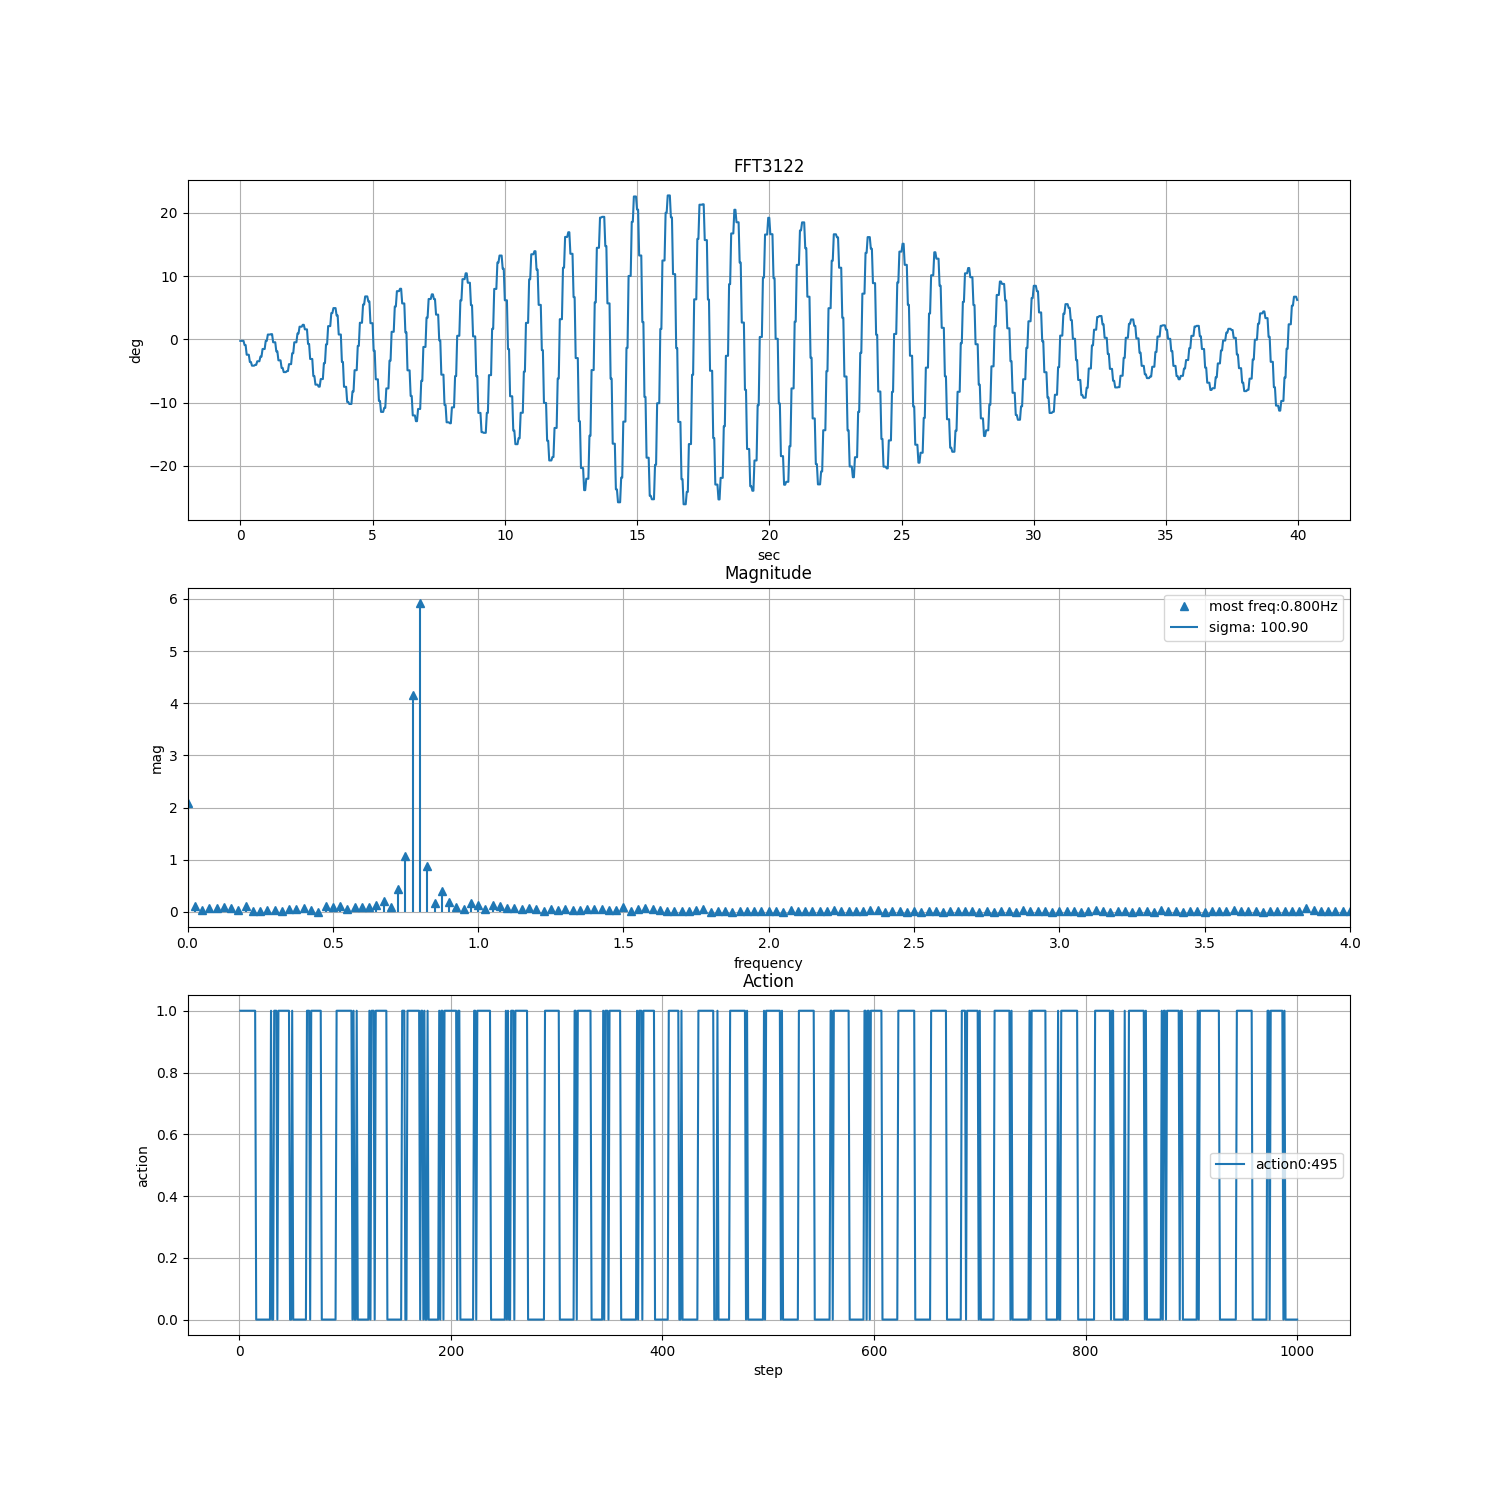 FFT3122
20
10
0
−10
−20
deg
0 5 10 15 20 25 30 35 40
sec
Magnitude
6
5
4
3
2
1
0
mag
most freq:0.800Hz
sigma: 100.90
0.0 0.5 1.0 1.5 2.0 2.5 3.0 3.5 4.0
frequency
Action
1.0
0.8
0.6
0.4
0.2
0.0
action
action0:495
0 200 400 600 800 1000
step